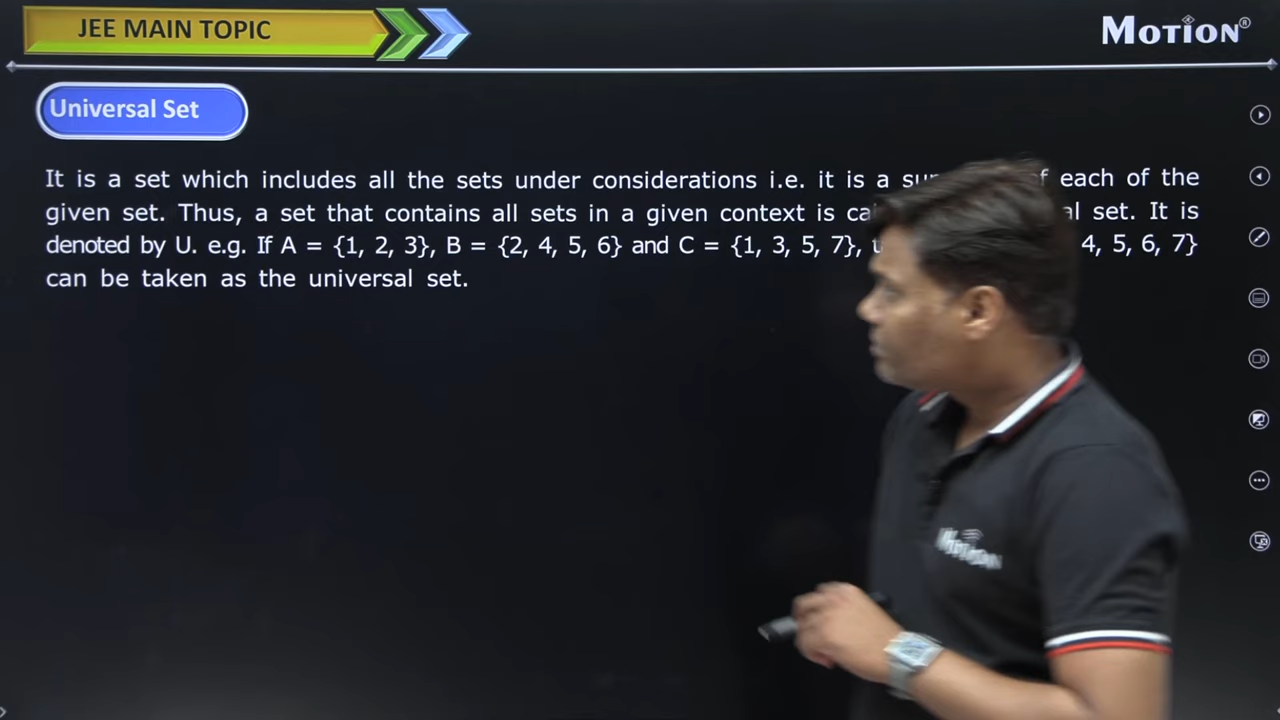 JEE MAIN TOPIC
MOTION®
Universal Set
It is a set which includes all the sets under considerations i.e. it is a of each of the
given set. Thus, a set that contains all sets in a given context is set. It is
denoted by U. e.g. If A = {1, 2, 3}, B = {2, 4, 5, 6} and C = {1, 3, 5, 7}, 4, 5, 6, 7}
can be taken as the universal set.
MOTION